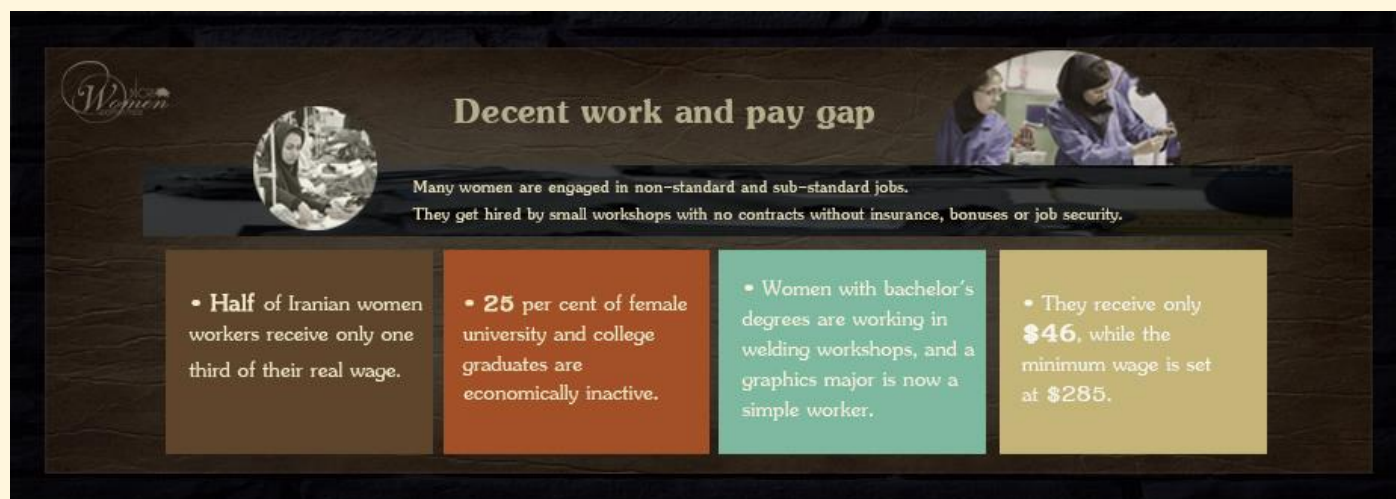 NCRI
Women
Decent work and pay gap
Many women are engaged in non-standard and sub-standard jobs.
They get hired by small workshops with no contracts without insurance, bonuses or job security.
• Half of Iranian women
workers receive only one
third of their real wage.
• 25 per cent of female
university and college
graduates are
economically inactive.
• Women with bachelor's
degrees are working in
welding workshops, and a
graphics major is now a
simple worker.
• They receive only
$46, while the
minimum wage is set
at $285.